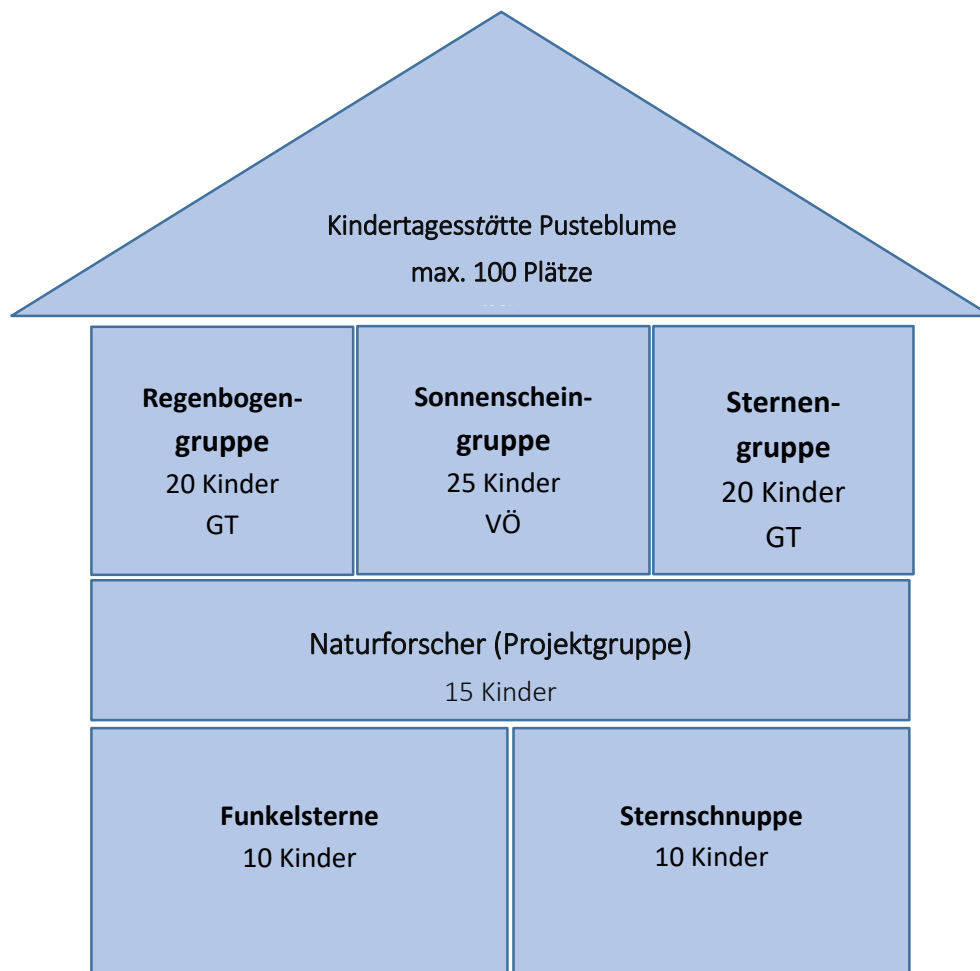 Kindertagesstätte Pusteblume
max. 100 Plätze
Regenbogen-
gruppe
20 Kinder
GT
Sonnenschein-
gruppe
25 Kinder
VÖ
Sternen-
gruppe
20 Kinder
GT
Naturforscher (Projektgruppe)
15 Kinder
Funkelsterne
10 Kinder
Sternschnuppe
10 Kinder